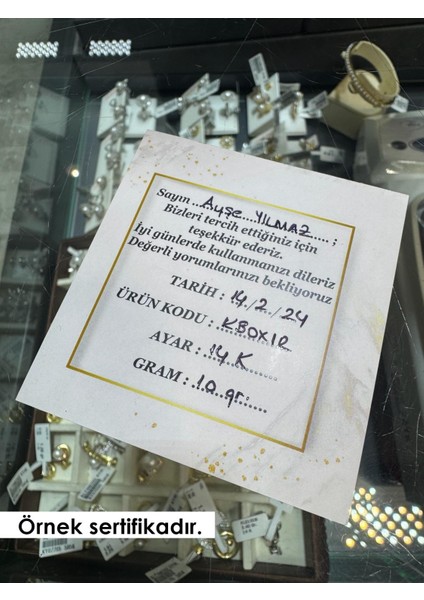 Sayın...Ayşe YILMAZ....;
Bizleri tercih ettiğiniz için
teşekkür ederiz.
İyi günlerde kullanmanızı dileriz
Değerli yorumlarınızı bekliyoruz
TARİH : 14/2/24
ÜRÜN KODU : KBOX12
AYAR : 14 K
GRAM : 1.0 gr
Örnek sertifikadır.